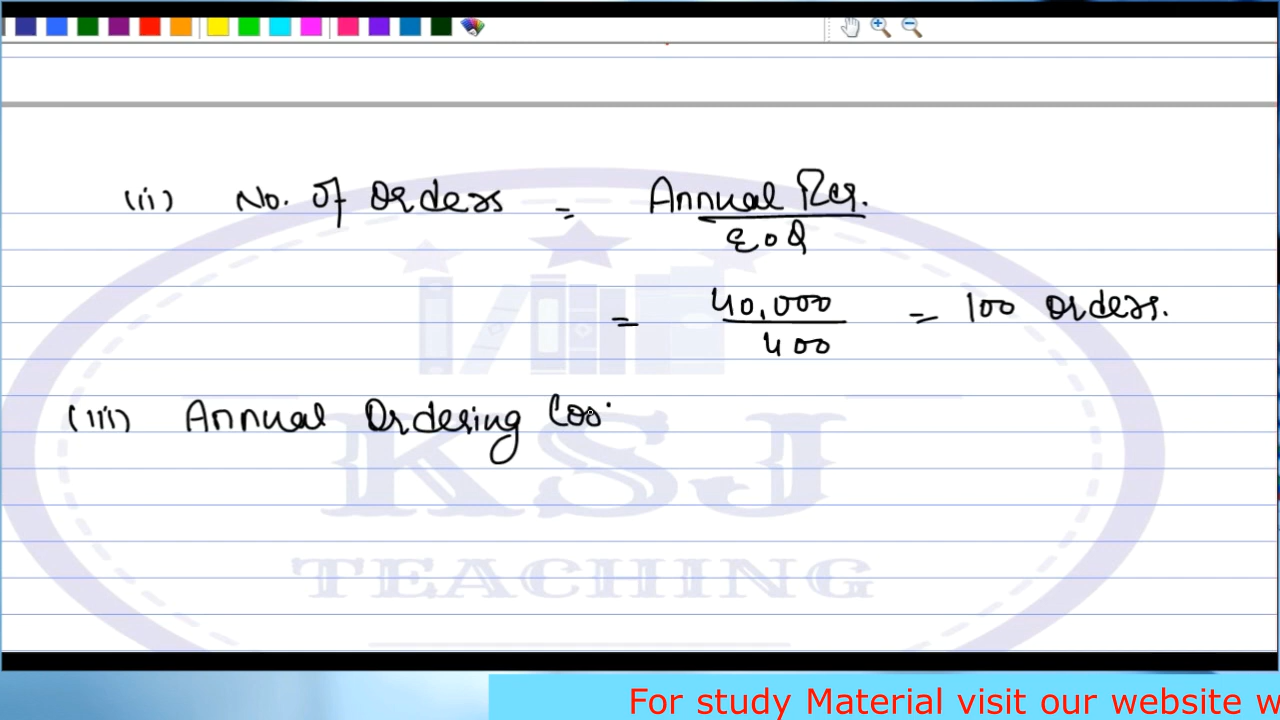 (ii) No. of Orders = Annual Req.
EOQ
= 40,000 = 100 Orders.
400
(iii) Annual Ordering Cos
KSJ
TEACHING
For study Material visit our website w